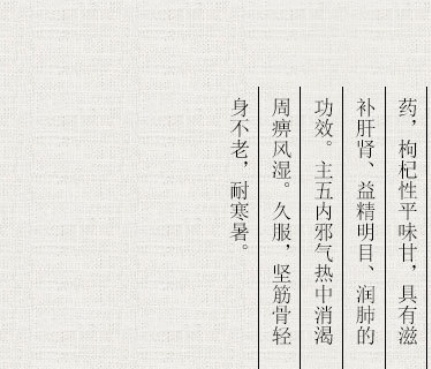 药，枸杞性平味甘，具有滋
补肝肾、益精明目、润肺的
功效。主五内邪气热中消渴
周痹风湿。久服，坚筋骨轻
身不老，耐寒暑。